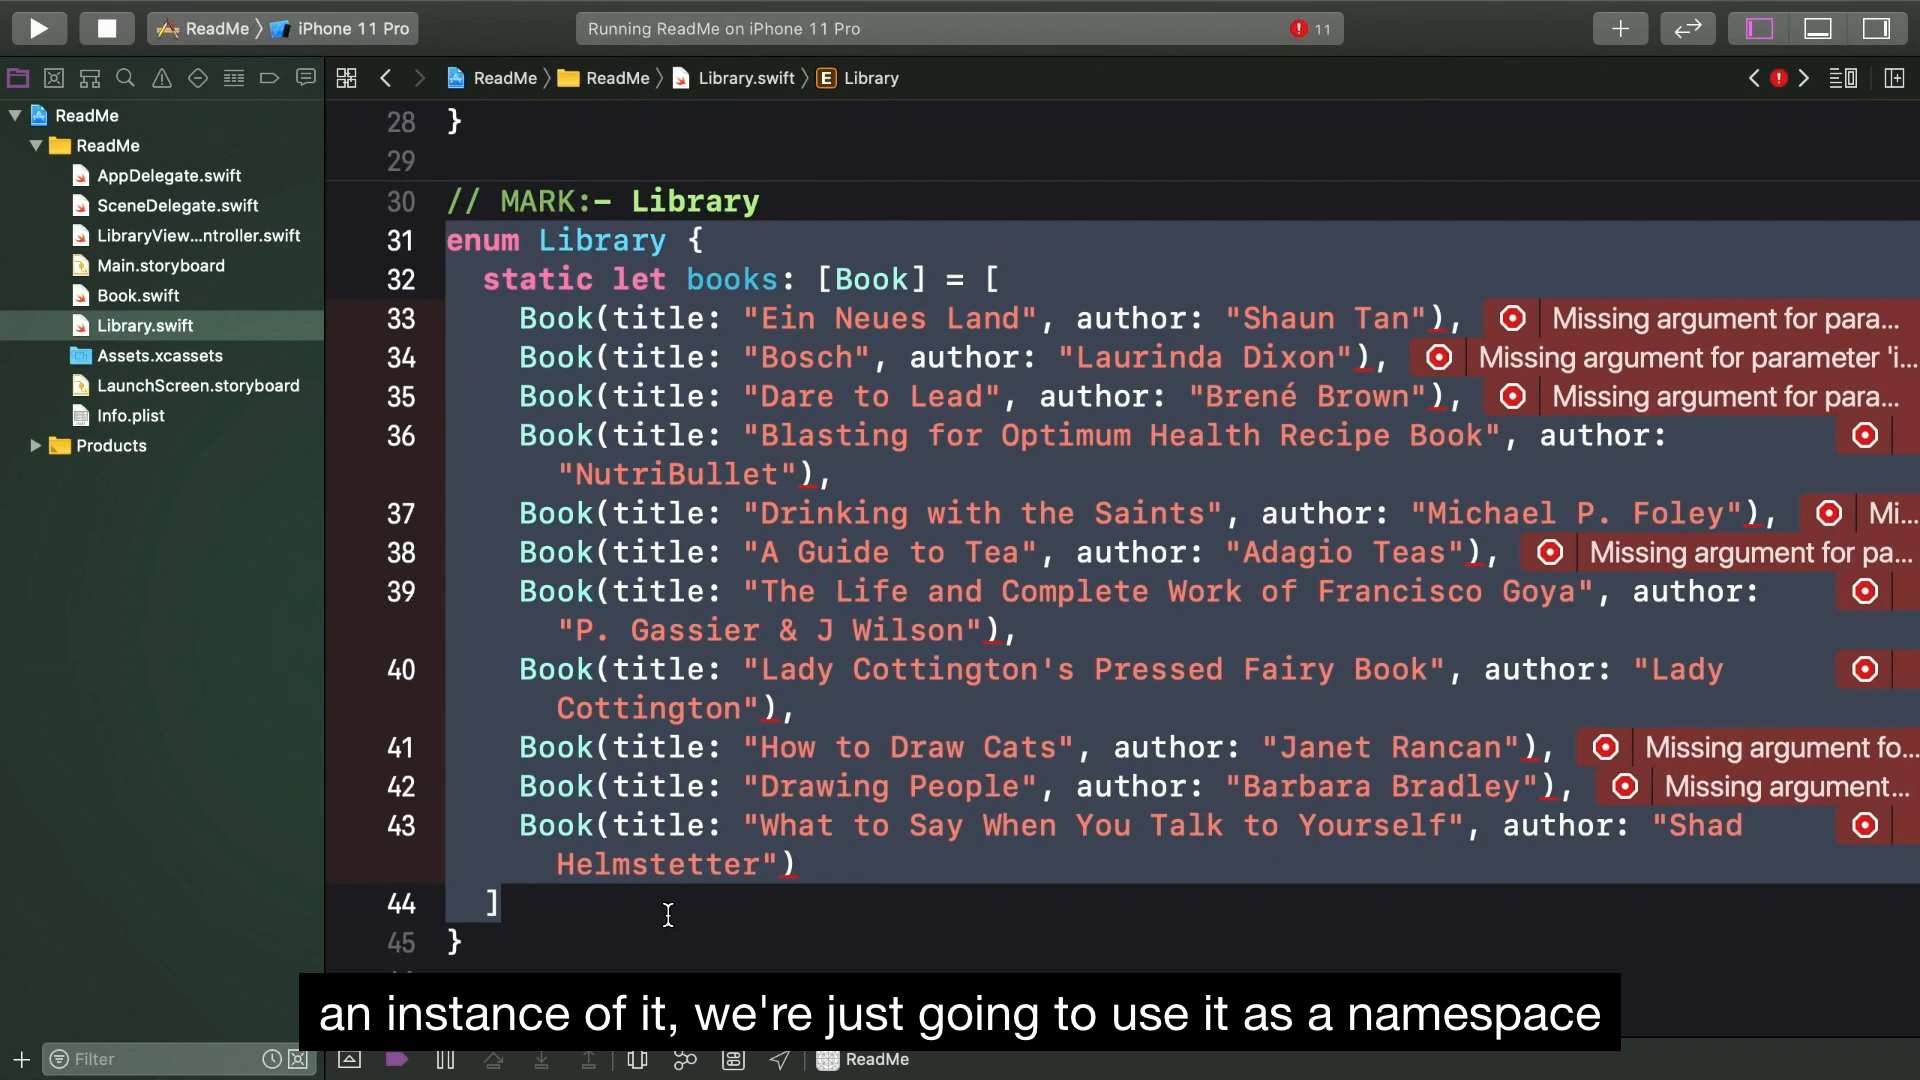 ReadMe 〉 iPhone 11 Pro
Running ReadMe on iPhone 11 Pro
11
ReadMe 〉 ReadMe 〉 Library.swift 〉 E Library
ReadMe
ReadMe
AppDelegate.swift
SceneDelegate.swift
LibraryView...ntroller.swift
Main.storyboard
Book.swift
Library.swift
Assets.xcassets
LaunchScreen.storyboard
Info.plist
Products
28 }
29
30 // MARK:- Library
31 enum Library {
32 static let books: [Book] = [
33 Book(title: "Ein Neues Land", author: "Shaun Tan"), Missing argument for para...
34 Book(title: "Bosch", author: "Laurinda Dixon"), Missing argument for parameter 'i...
35 Book(title: "Dare to Lead", author: "Brené Brown"), Missing argument for para...
36 Book(title: "Blasting for Optimum Health Recipe Book", author:
"NutriBullet"),
37 Book(title: "Drinking with the Saints", author: "Michael P. Foley"), Mi...
38 Book(title: "A Guide to Tea", author: "Adagio Teas"), Missing argument for pa...
39 Book(title: "The Life and Complete Work of Francisco Goya", author:
"P. Gassier & J Wilson"),
40 Book(title: "Lady Cottington's Pressed Fairy Book", author: "Lady
Cottington"),
41 Book(title: "How to Draw Cats", author: "Janet Rancan"), Missing argument fo...
42 Book(title: "Drawing People", author: "Barbara Bradley"), Missing argument...
43 Book(title: "What to Say When You Talk to Yourself", author: "Shad
Helmstetter")
44 ]
45 }
an instance of it, we're just going to use it as a namespace
Filter
ReadMe